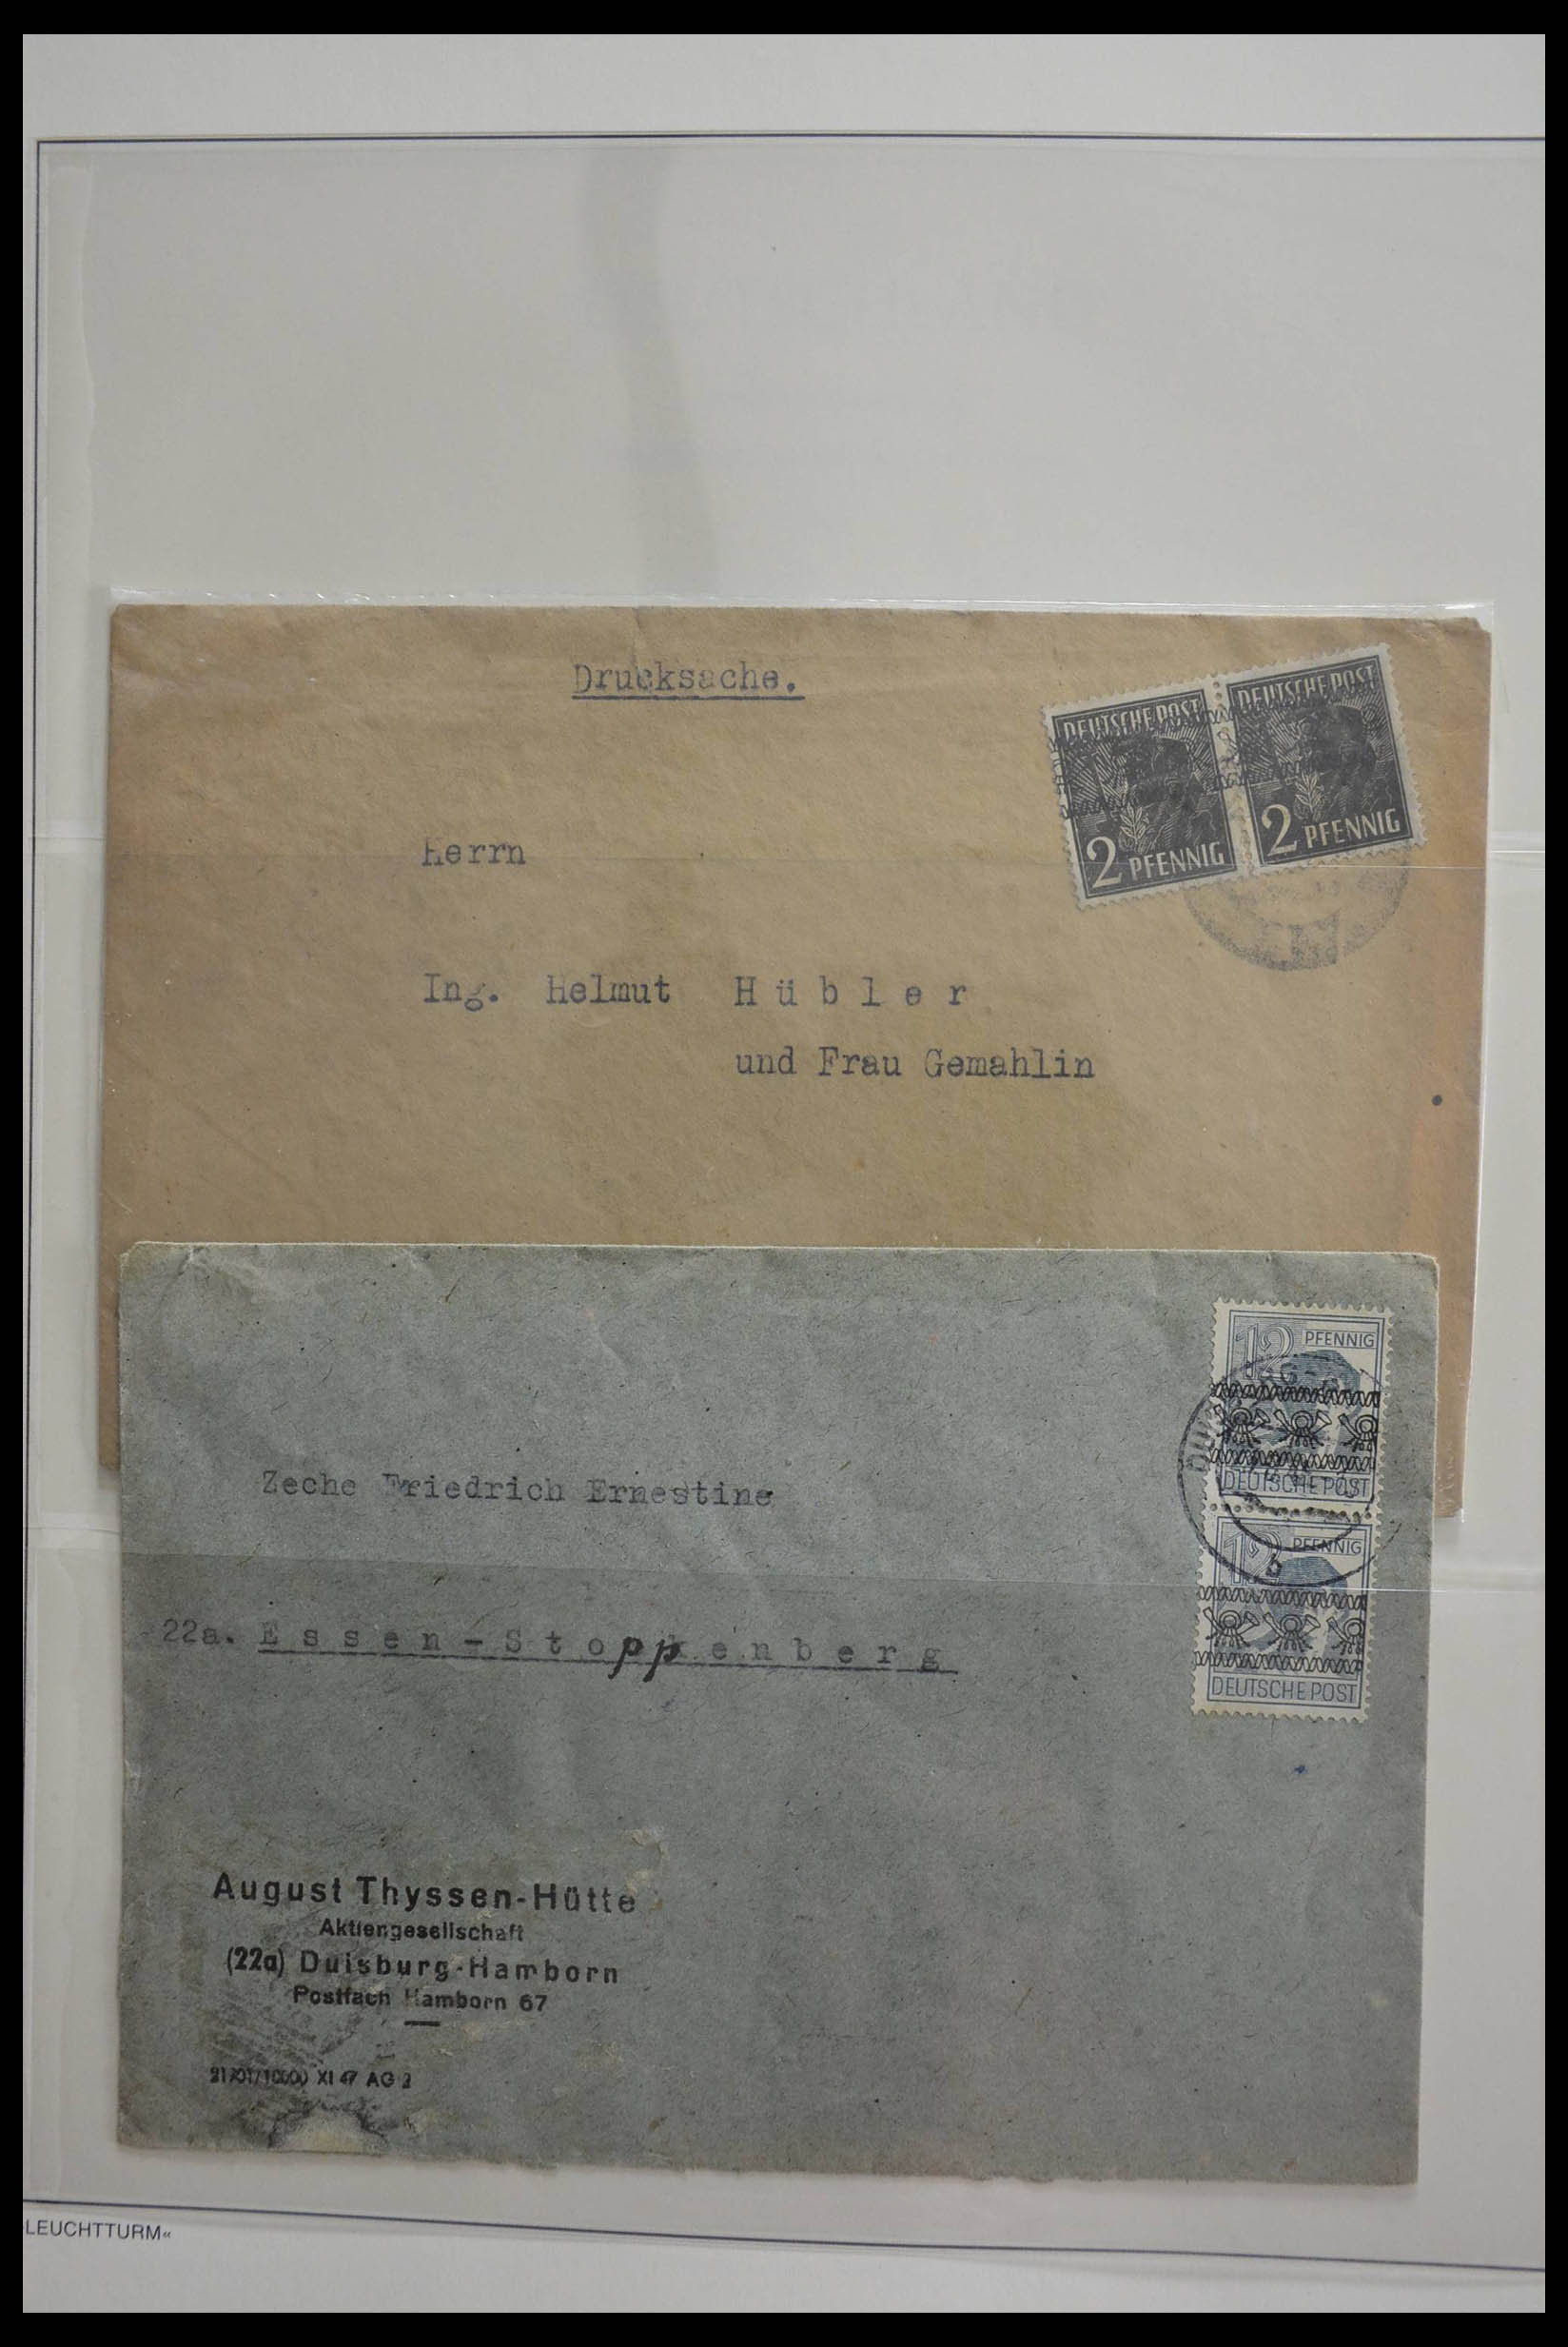 Drucksache.
DEUTSCHE POST
DEUTSCHE POST
2 PFENNIG
2 PFENNIG
Herrn
Ing. Helmut Hübler
und Frau Gemahlin
12 PFENNIG
DEUTSCHE POST
12 PFENNIG
b
DEUTSCHE POST
Zeche Friedrich Ernestine
22a. Essen-Stoppenberg
August Thyssen-Hütte
Aktiengesellschaft
(22a) Duisburg-Hamborn
Postfach Hamborn 67
XI 47 AG 2
LEUCHTTURM«